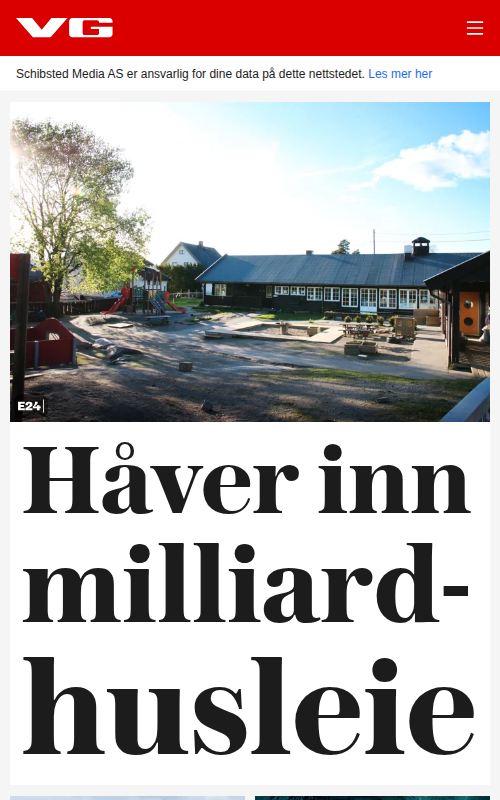 VG
Schibsted Media AS er ansvarlig for dine data på dette nettstedet. Les mer her
E24
Håver inn
milliard-
husleie